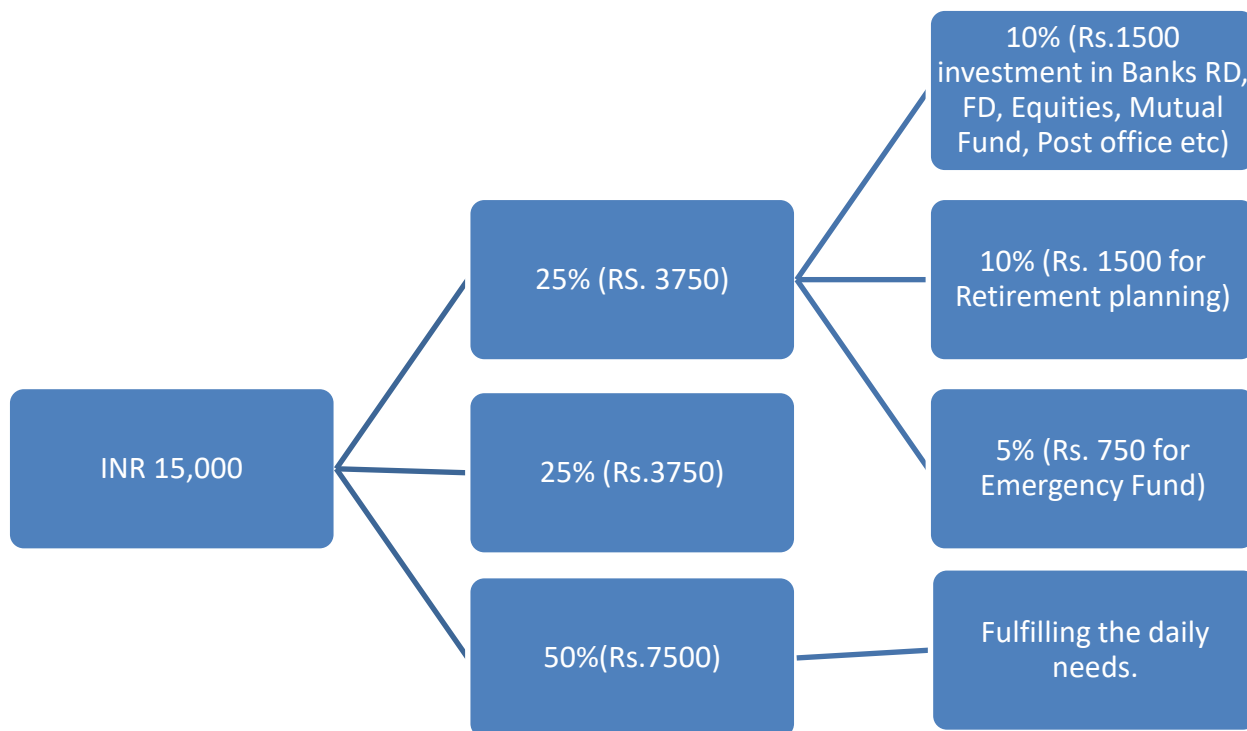 INR 15,000
25% (RS. 3750)
10% (Rs.1500
investment in Banks RD,
FD, Equities, Mutual
Fund, Post office etc)
10% (Rs. 1500 for
Retirement planning)
5% (Rs. 750 for
Emergency Fund)
25% (Rs.3750)
50%(Rs.7500)
Fulfilling the daily
needs.